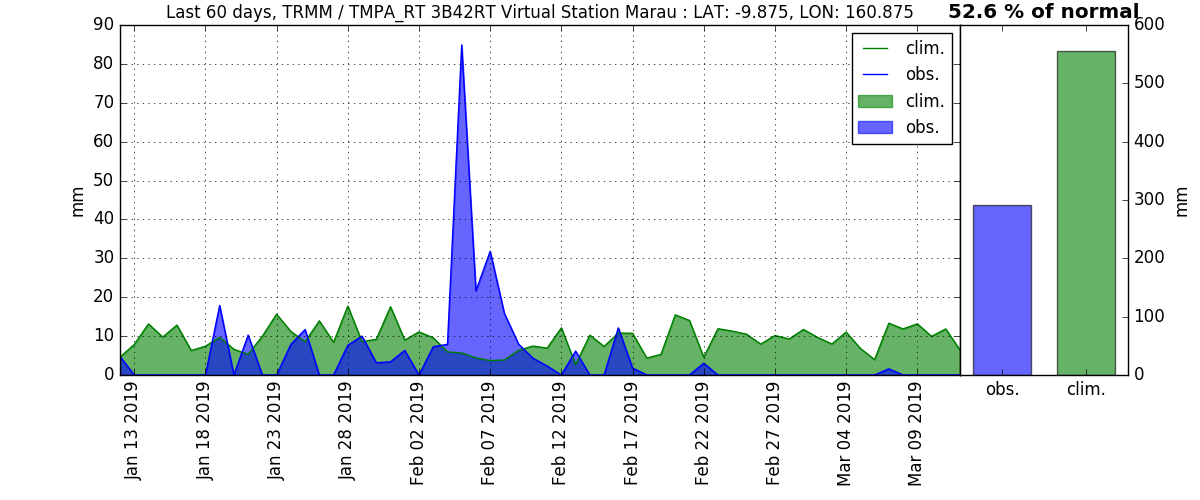 Last 60 days, TRMM / TMPA_RT 3B42RT Virtual Station Marau : LAT: -9.875, LON: 160.875
52.6 % of normal
90
80
70
60
50
40
30
20
10
0
mm
clim.
obs.
clim.
obs.
600
500
400
300
200
100
0
mm
Jan 13 2019
Jan 18 2019
Jan 23 2019
Jan 28 2019
Feb 02 2019
Feb 07 2019
Feb 12 2019
Feb 17 2019
Feb 22 2019
Feb 27 2019
Mar 04 2019
Mar 09 2019
obs.
clim.